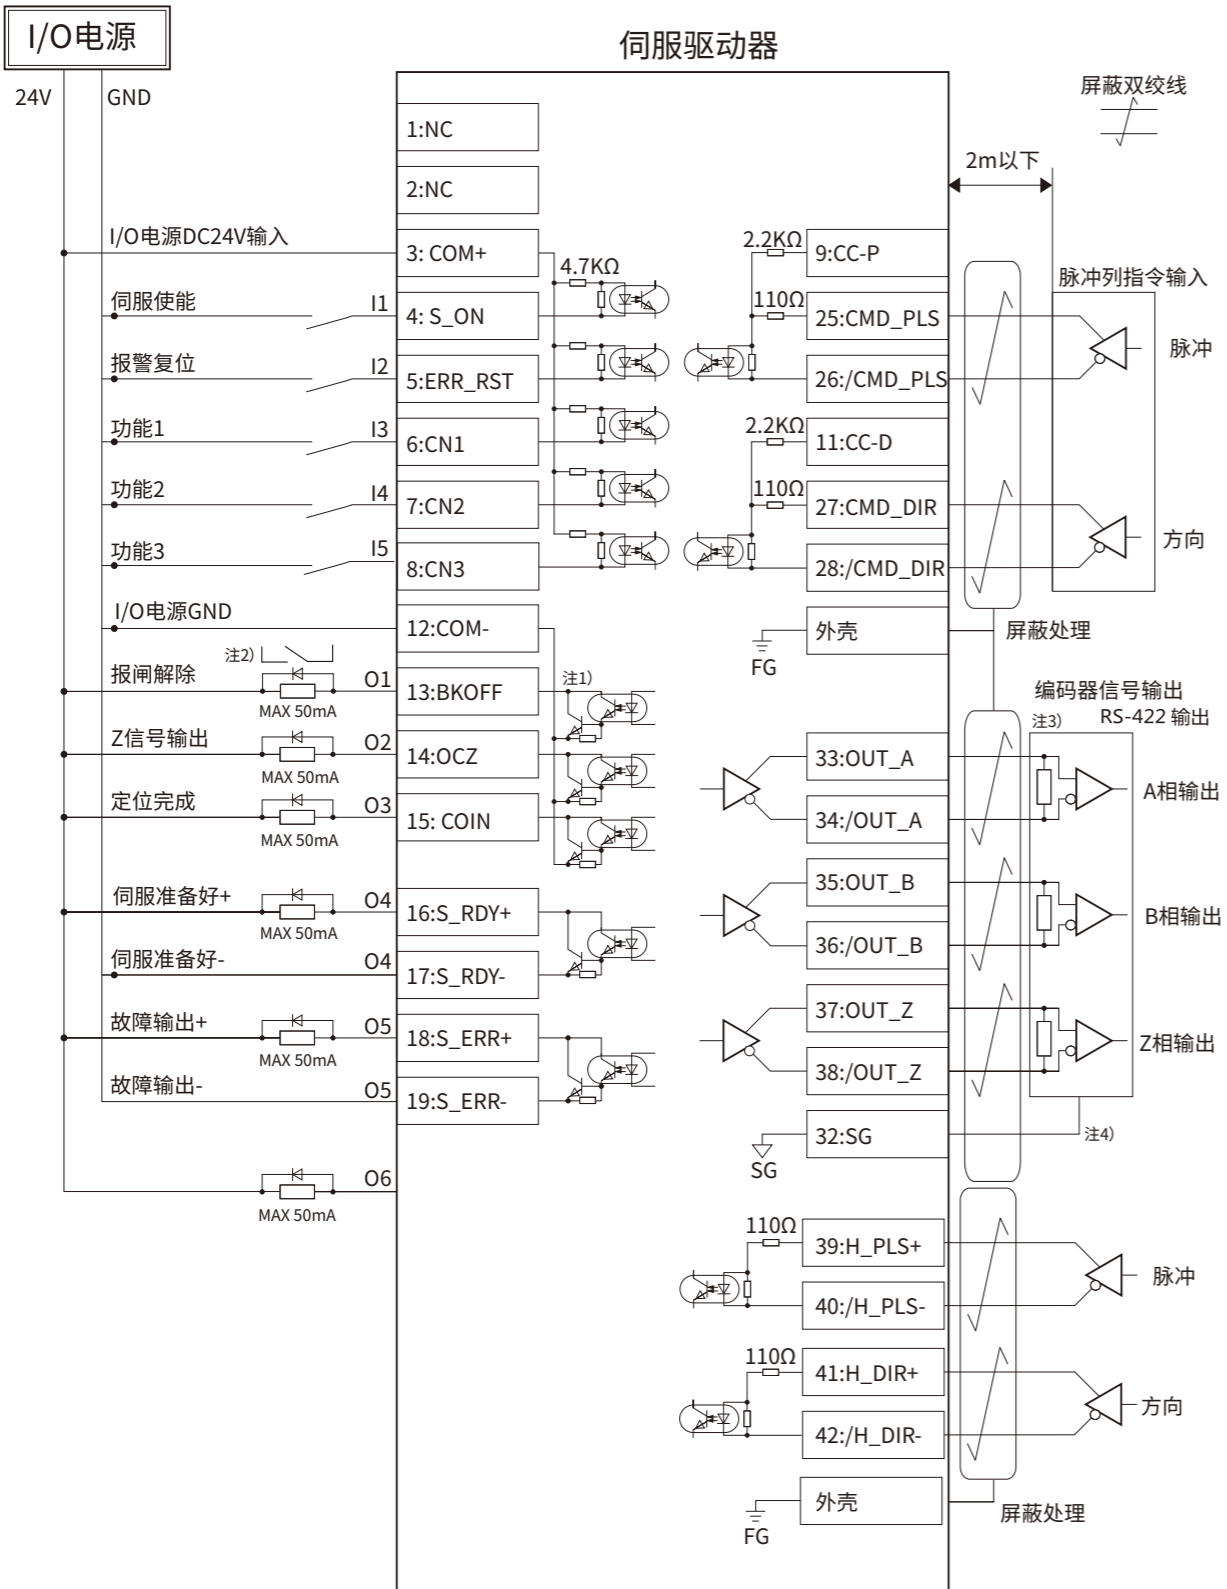 I/O电源
伺服驱动器
24V
GND
屏蔽双绞线
2m以下
1:NC
2:NC
I/O电源DC24V输入
3: COM+
4.7KΩ
2.2KΩ
9:CC-P
脉冲列指令输入
伺服使能
I1
4: S_ON
110Ω
25:CMD_PLS
脉冲
报警复位
I2
5:ERR_RST
26:/CMD_PLS
功能1
I3
6:CN1
2.2KΩ
11:CC-D
功能2
I4
7:CN2
110Ω
27:CMD_DIR
方向
功能3
I5
8:CN3
28:/CMD_DIR
I/O电源GND
12:COM-
外壳
屏蔽处理
FG
注2)
报闸解除
O1
13:BKOFF
注1)
MAX 50mA
编码器信号输出
注3)
RS-422 输出
Z信号输出
O2
14:OCZ
MAX 50mA
33:OUT_A
A相输出
定位完成
O3
15: COIN
MAX 50mA
34:/OUT_A
伺服准备好+
O4
16:S_RDY+
MAX 50mA
35:OUT_B
B相输出
伺服准备好-
O4
17:S_RDY-
36:/OUT_B
故障输出+
O5
18:S_ERR+
MAX 50mA
37:OUT_Z
Z相输出
故障输出-
O5
19:S_ERR-
38:/OUT_Z
32:SG
注4)
SG
O6
MAX 50mA
110Ω
39:H_PLS+
脉冲
40:/H_PLS-
110Ω
41:H_DIR+
方向
42:/H_DIR-
外壳
屏蔽处理
FG